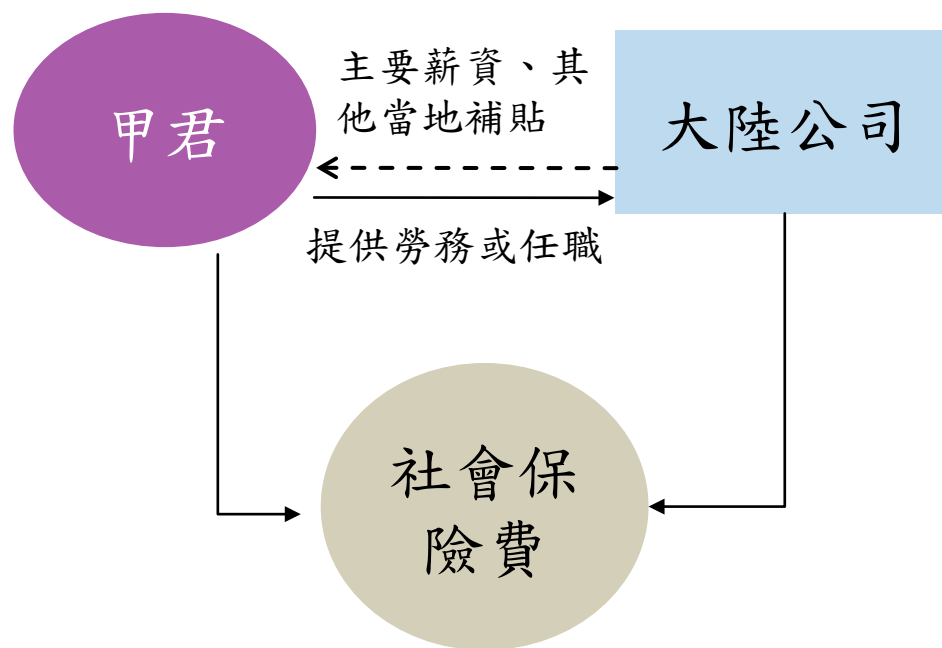 甲君
主要薪資、其
他當地補貼
大陸公司
提供勞務或任職
社會保
險費